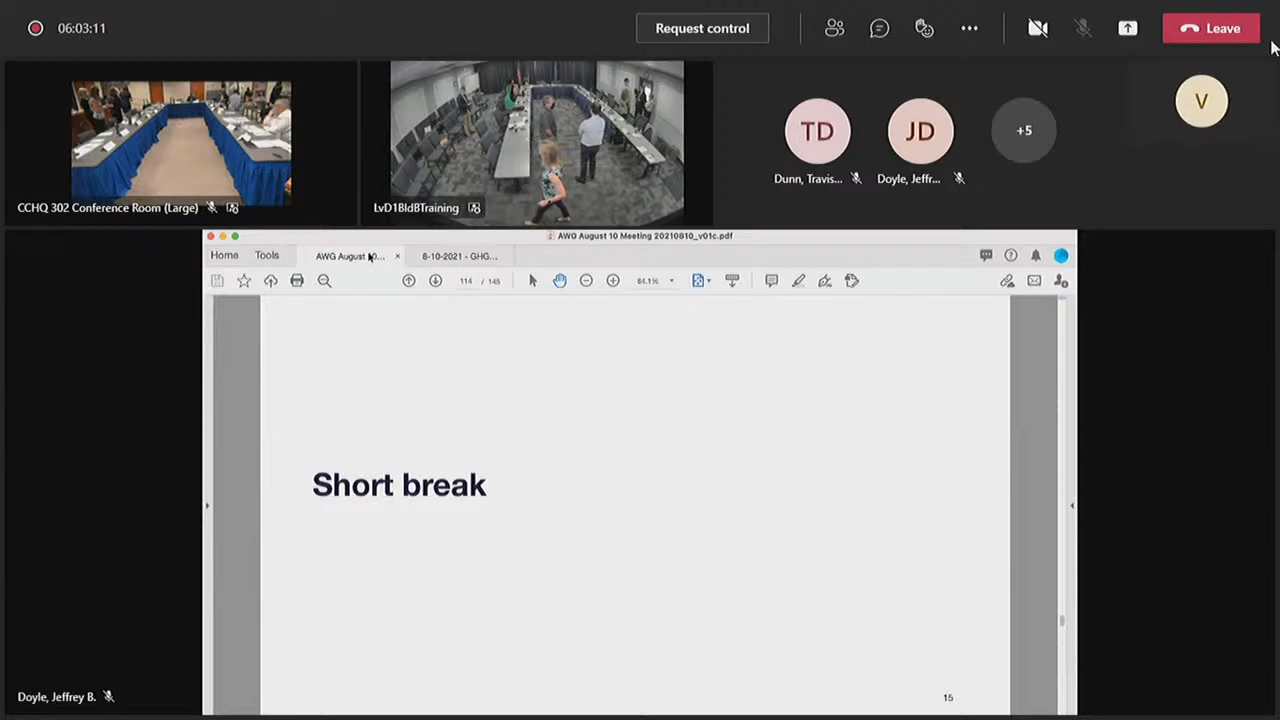 06:03:11
Request control
Leave
CCHQ 302 Conference Room (Large)
LvD1BldBTraining
TD
JD
+5
V
Dunn, Travis...
Doyle, Jeffr...
AWG August 10 Meeting 20210810_v01c.pdf
Home
Tools
AWG August 10...
8-10-2021 - GHG...
114 / 145
64.1%
Short break
15
Doyle, Jeffrey B.